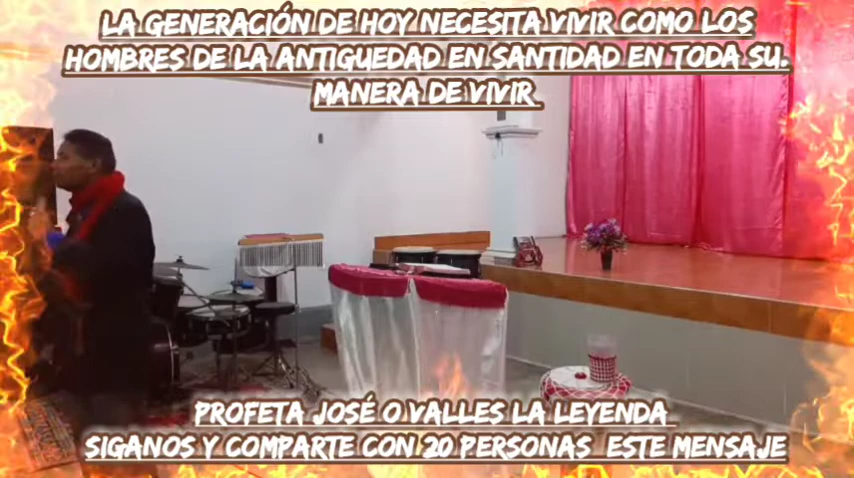 LA GENERACIÓN DE HOY NECESITA VIVIR COMO LOS
HOMBRES DE LA ANTIGUEDAD EN SANTIDAD EN TODA SU.
MANERA DE VIVIR
PROFETA JOSÉ O VALLES LA LEYENDA
SIGANOS Y COMPARTE CON 20 PERSONAS ESTE MENSAJE